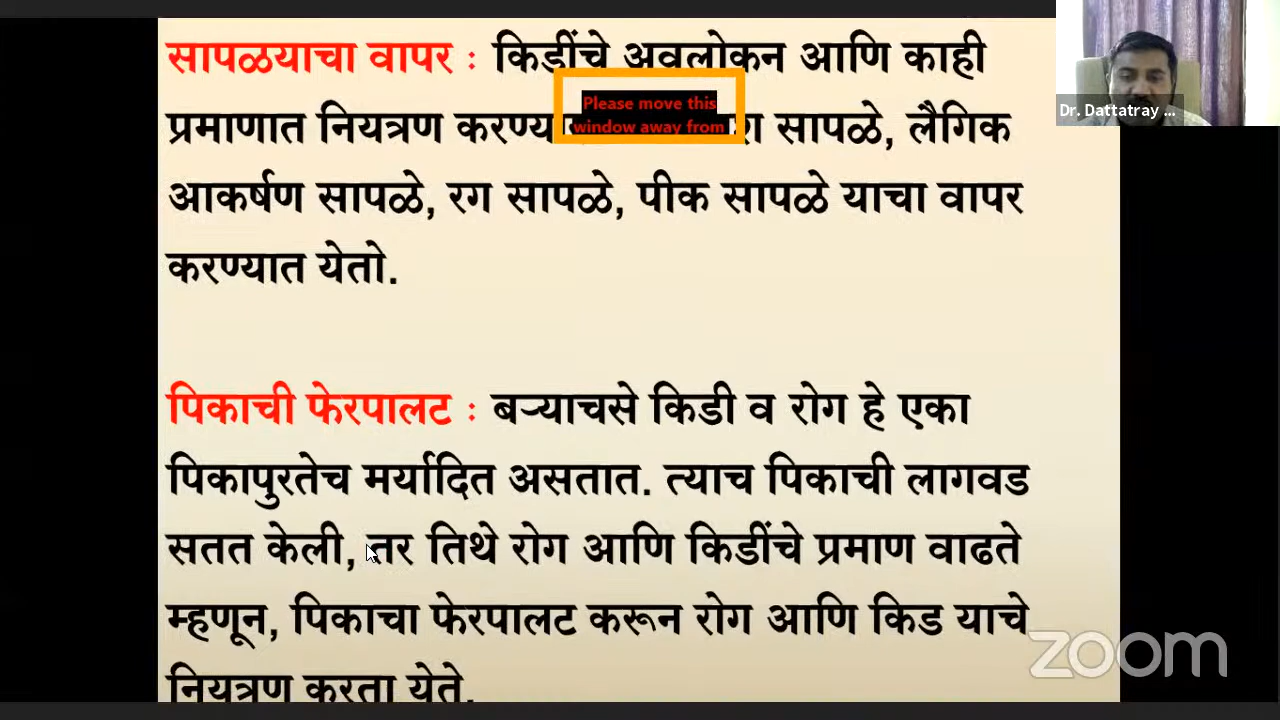 सापळयाचा वापर : किडींचे अवलोकन आणि काही
प्रमाणात नियत्रण करण्या
Please move this
window away from
श सापळे, लैगिक
आकर्षण सापळे, रग सापळे, पीक सापळे याचा वापर
करण्यात येतो.
पिकाची फेरपालट : बऱ्याचसे किडी व रोग हे एका
पिकापुरतेच मर्यादित असतात. त्याच पिकाची लागवड
सतत केली, तर तिथे रोग आणि किडींचे प्रमाण वाढते
म्हणून, पिकाचा फेरपालट करून रोग आणि किड याचे
नियत्रण करता येते.
Dr. Dattatray ...
zoom